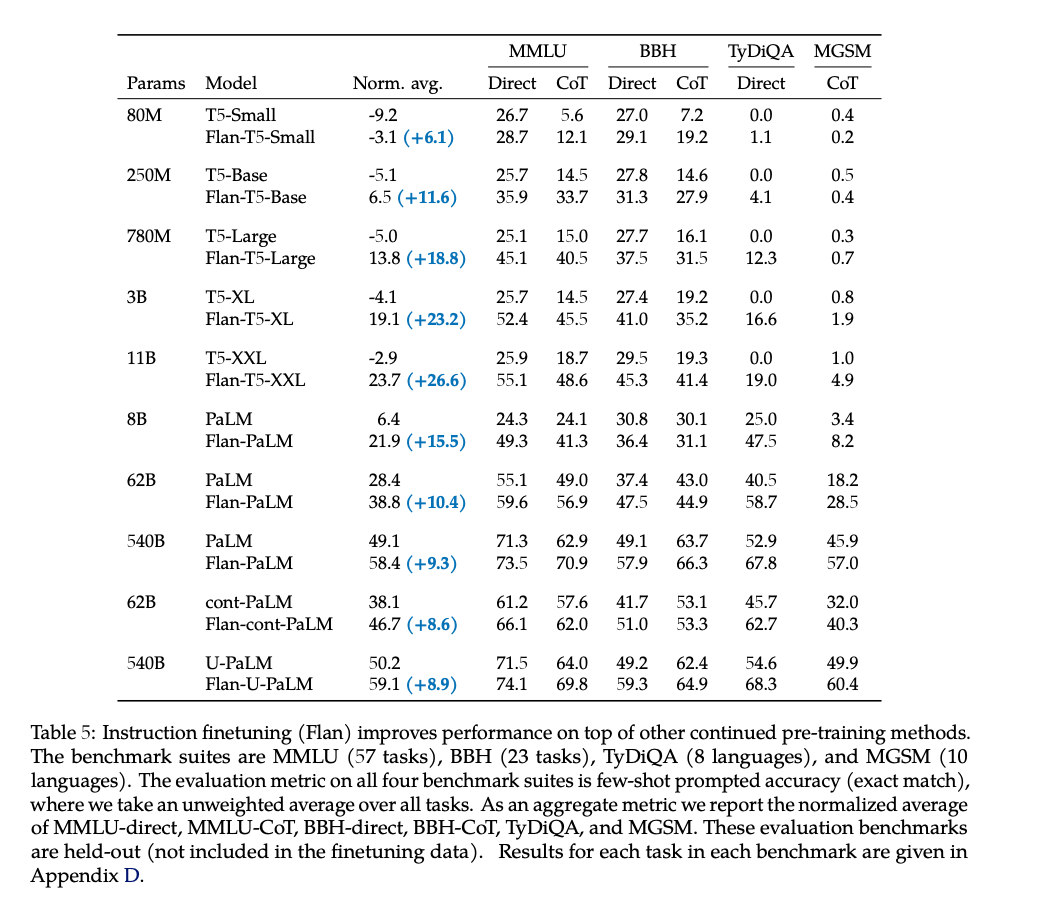 MMLU BBH TyDiQA MGSM
Params Model Norm. avg. Direct CoT Direct CoT Direct CoT
80M T5-Small -9.2 26.7 5.6 27.0 7.2 0.0 0.4
Flan-T5-Small -3.1 (+6.1) 28.7 12.1 29.1 19.2 1.1 0.2
250M T5-Base -5.1 25.7 14.5 27.8 14.6 0.0 0.5
Flan-T5-Base 6.5 (+11.6) 35.9 33.7 31.3 27.9 4.1 0.4
780M T5-Large -5.0 25.1 15.0 27.7 16.1 0.0 0.3
Flan-T5-Large 13.8 (+18.8) 45.1 40.5 37.5 31.5 12.3 0.7
3B T5-XL -4.1 25.7 14.5 27.4 19.2 0.0 0.8
Flan-T5-XL 19.1 (+23.2) 52.4 45.5 41.0 35.2 16.6 1.9
11B T5-XXL -2.9 25.9 18.7 29.5 19.3 0.0 1.0
Flan-T5-XXL 23.7 (+26.6) 55.1 48.6 45.3 41.4 19.0 4.9
8B PaLM 6.4 24.3 24.1 30.8 30.1 25.0 3.4
Flan-PaLM 21.9 (+15.5) 49.3 41.3 36.4 31.1 47.5 8.2
62B PaLM 28.4 55.1 49.0 37.4 43.0 40.5 18.2
Flan-PaLM 38.8 (+10.4) 59.6 56.9 47.5 44.9 58.7 28.5
540B PaLM 49.1 71.3 62.9 49.1 63.7 52.9 45.9
Flan-PaLM 58.4 (+9.3) 73.5 70.9 57.9 66.3 67.8 57.0
62B cont-PaLM 38.1 61.2 57.6 41.7 53.1 45.7 32.0
Flan-cont-PaLM 46.7 (+8.6) 66.1 62.0 51.0 53.3 62.7 40.3
540B U-PaLM 50.2 71.5 64.0 49.2 62.4 54.6 49.9
Flan-U-PaLM 59.1 (+8.9) 74.1 69.8 59.3 64.9 68.3 60.4
Table 5: Instruction finetuning (Flan) improves performance on top of other continued pre-training methods.
The benchmark suites are MMLU (57 tasks), BBH (23 tasks), TyDiQA (8 languages), and MGSM (10
languages). The evaluation metric on all four benchmark suites is few-shot prompted accuracy (exact match),
where we take an unweighted average over all tasks. As an aggregate metric we report the normalized average
of MMLU-direct, MMLU-CoT, BBH-direct, BBH-CoT, TyDiQA, and MGSM. These evaluation benchmarks
are held-out (not included in the finetuning data). Results for each task in each benchmark are given in
Appendix D.